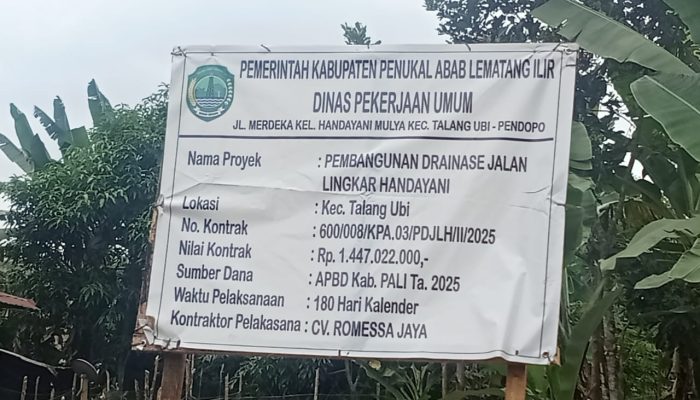 PEMERINTAH KABUPATEN PENUKAL ABAB LEMATANG ILIR
DINAS PEKERJAAN UMUM
JL. MERDEKA KEL. HANDAYANI MULYA KEC. TALANG UBI - PENDOPO
Nama Proyek : PEMBANGUNAN DRAINASE JALAN
LINGKAR HANDAYANI
Lokasi : Kec. Talang Ubi
No. Kontrak : 600/008/KPA.03/PDJLH/II/2025
Nilai Kontrak : Rp. 1.447.022.000,-
Sumber Dana : APBD Kab. PALI Ta. 2025
Waktu Pelaksanaan : 180 Hari Kalender
Kontraktor Pelakasana : CV. ROMESSA JAYA